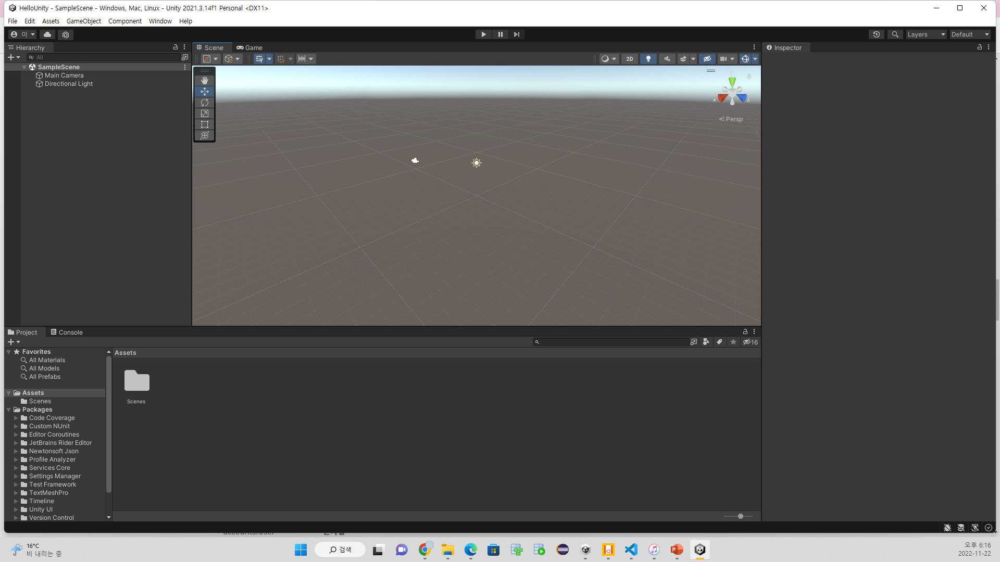 HelloUnity - SampleScene - Windows, Mac, Linux - Unity 2021.3.14f1 Personal <DX11>
File Edit Assets GameObject Component Window Help
이
Layers
Default
Hierarchy
Scene
Game
Inspector
All
2D
SampleScene
Main Camera
Directional Light
y
x
z
Persp
Project
Console
16
Favorites
All Materials
All Models
All Prefabs
Assets
Scenes
Packages
Code Coverage
Custom NUnit
Editor Coroutines
JetBrains Rider Editor
Newtonsoft Json
Profile Analyzer
Services Core
Settings Manager
Test Framework
TextMeshPro
Timeline
Unity UI
Version Control
Assets
Scenes
16°C
비 내리는 중
검색
오후 6:16
2022-11-22